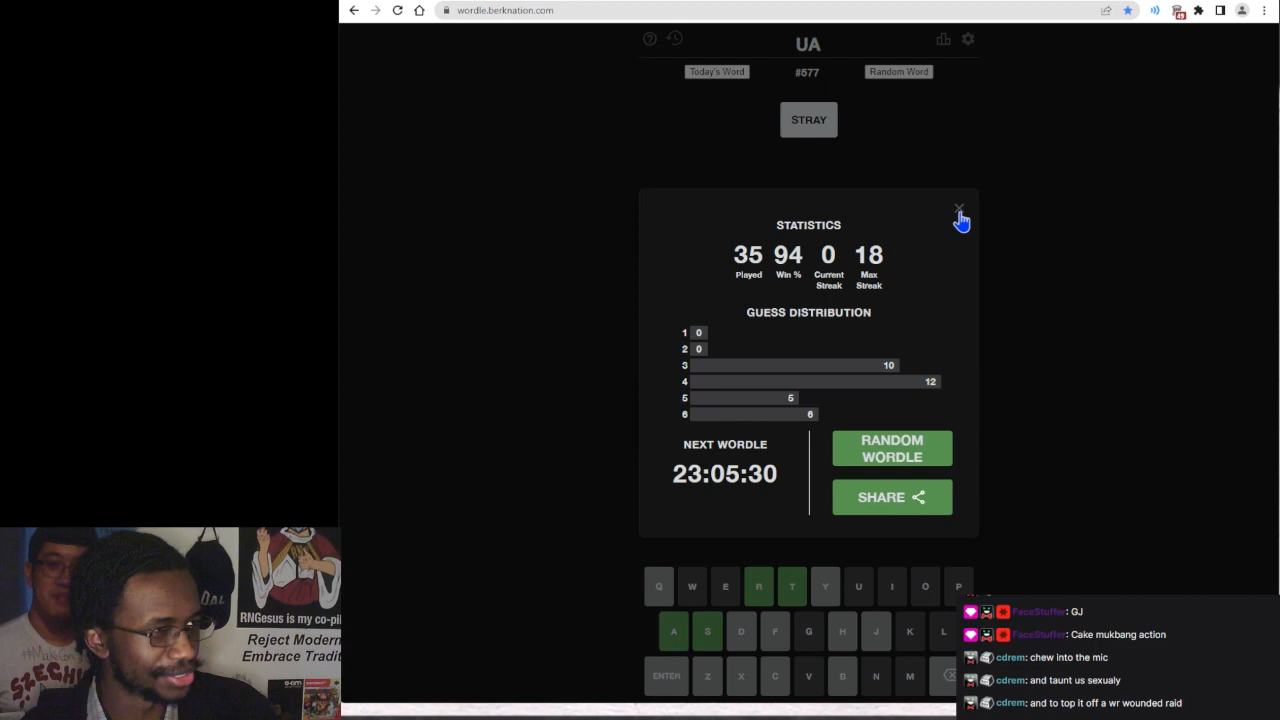 wordle.berknation.com
49
UA
Today's Word
#577
Random Word
STRAY
STATISTICS
35 94 0 18
Played Win % Current Streak Max Streak
GUESS DISTRIBUTION
1 0
2 0
3 10
4 12
5 5
6 6
NEXT WORDLE
23:05:30
RANDOM
WORDLE
SHARE
Q W E R T Y U I O P
A S D F G H J K L
ENTER Z X C V B N M
RNGesus is my co-pil
Reject Modern
Embrace Tradit
FaceStuffer: GJ
FaceStuffer: Cake mukbang action
cdrem: chew into the mic
cdrem: and taunt us sexualy
cdrem: and to top it off a wr wounded raid